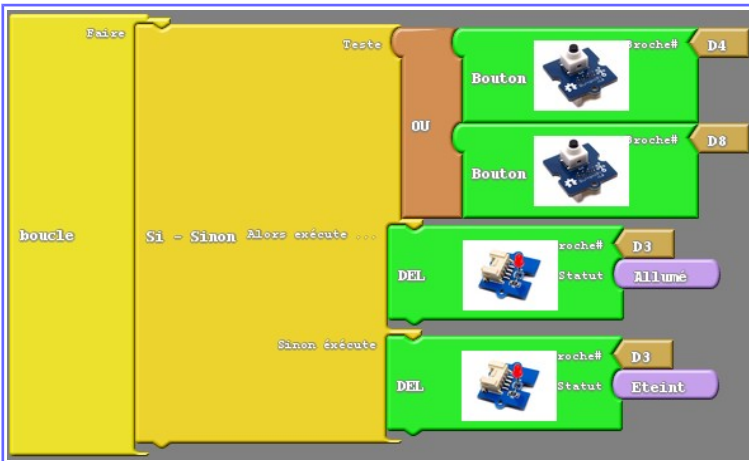 Faire
Teste
Broche# D4
Bouton
OU
Broche# D8
Bouton
boucle
Si - Sinon
Alors exécute ...
roche# D3
DEL
Statut Allumé
Sinon éxécute
roche# D3
DEL
Statut Eteint